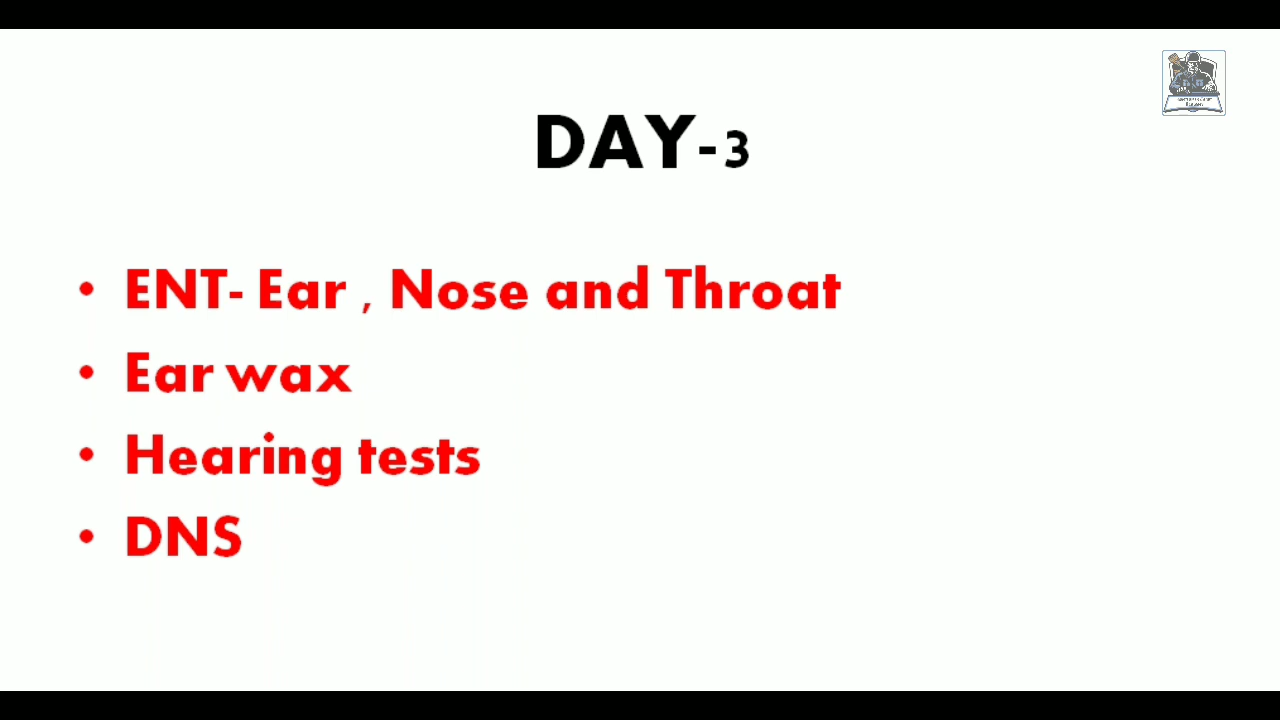 DAY-3
• ENT- Ear , Nose and Throat
• Ear wax
• Hearing tests
• DNS